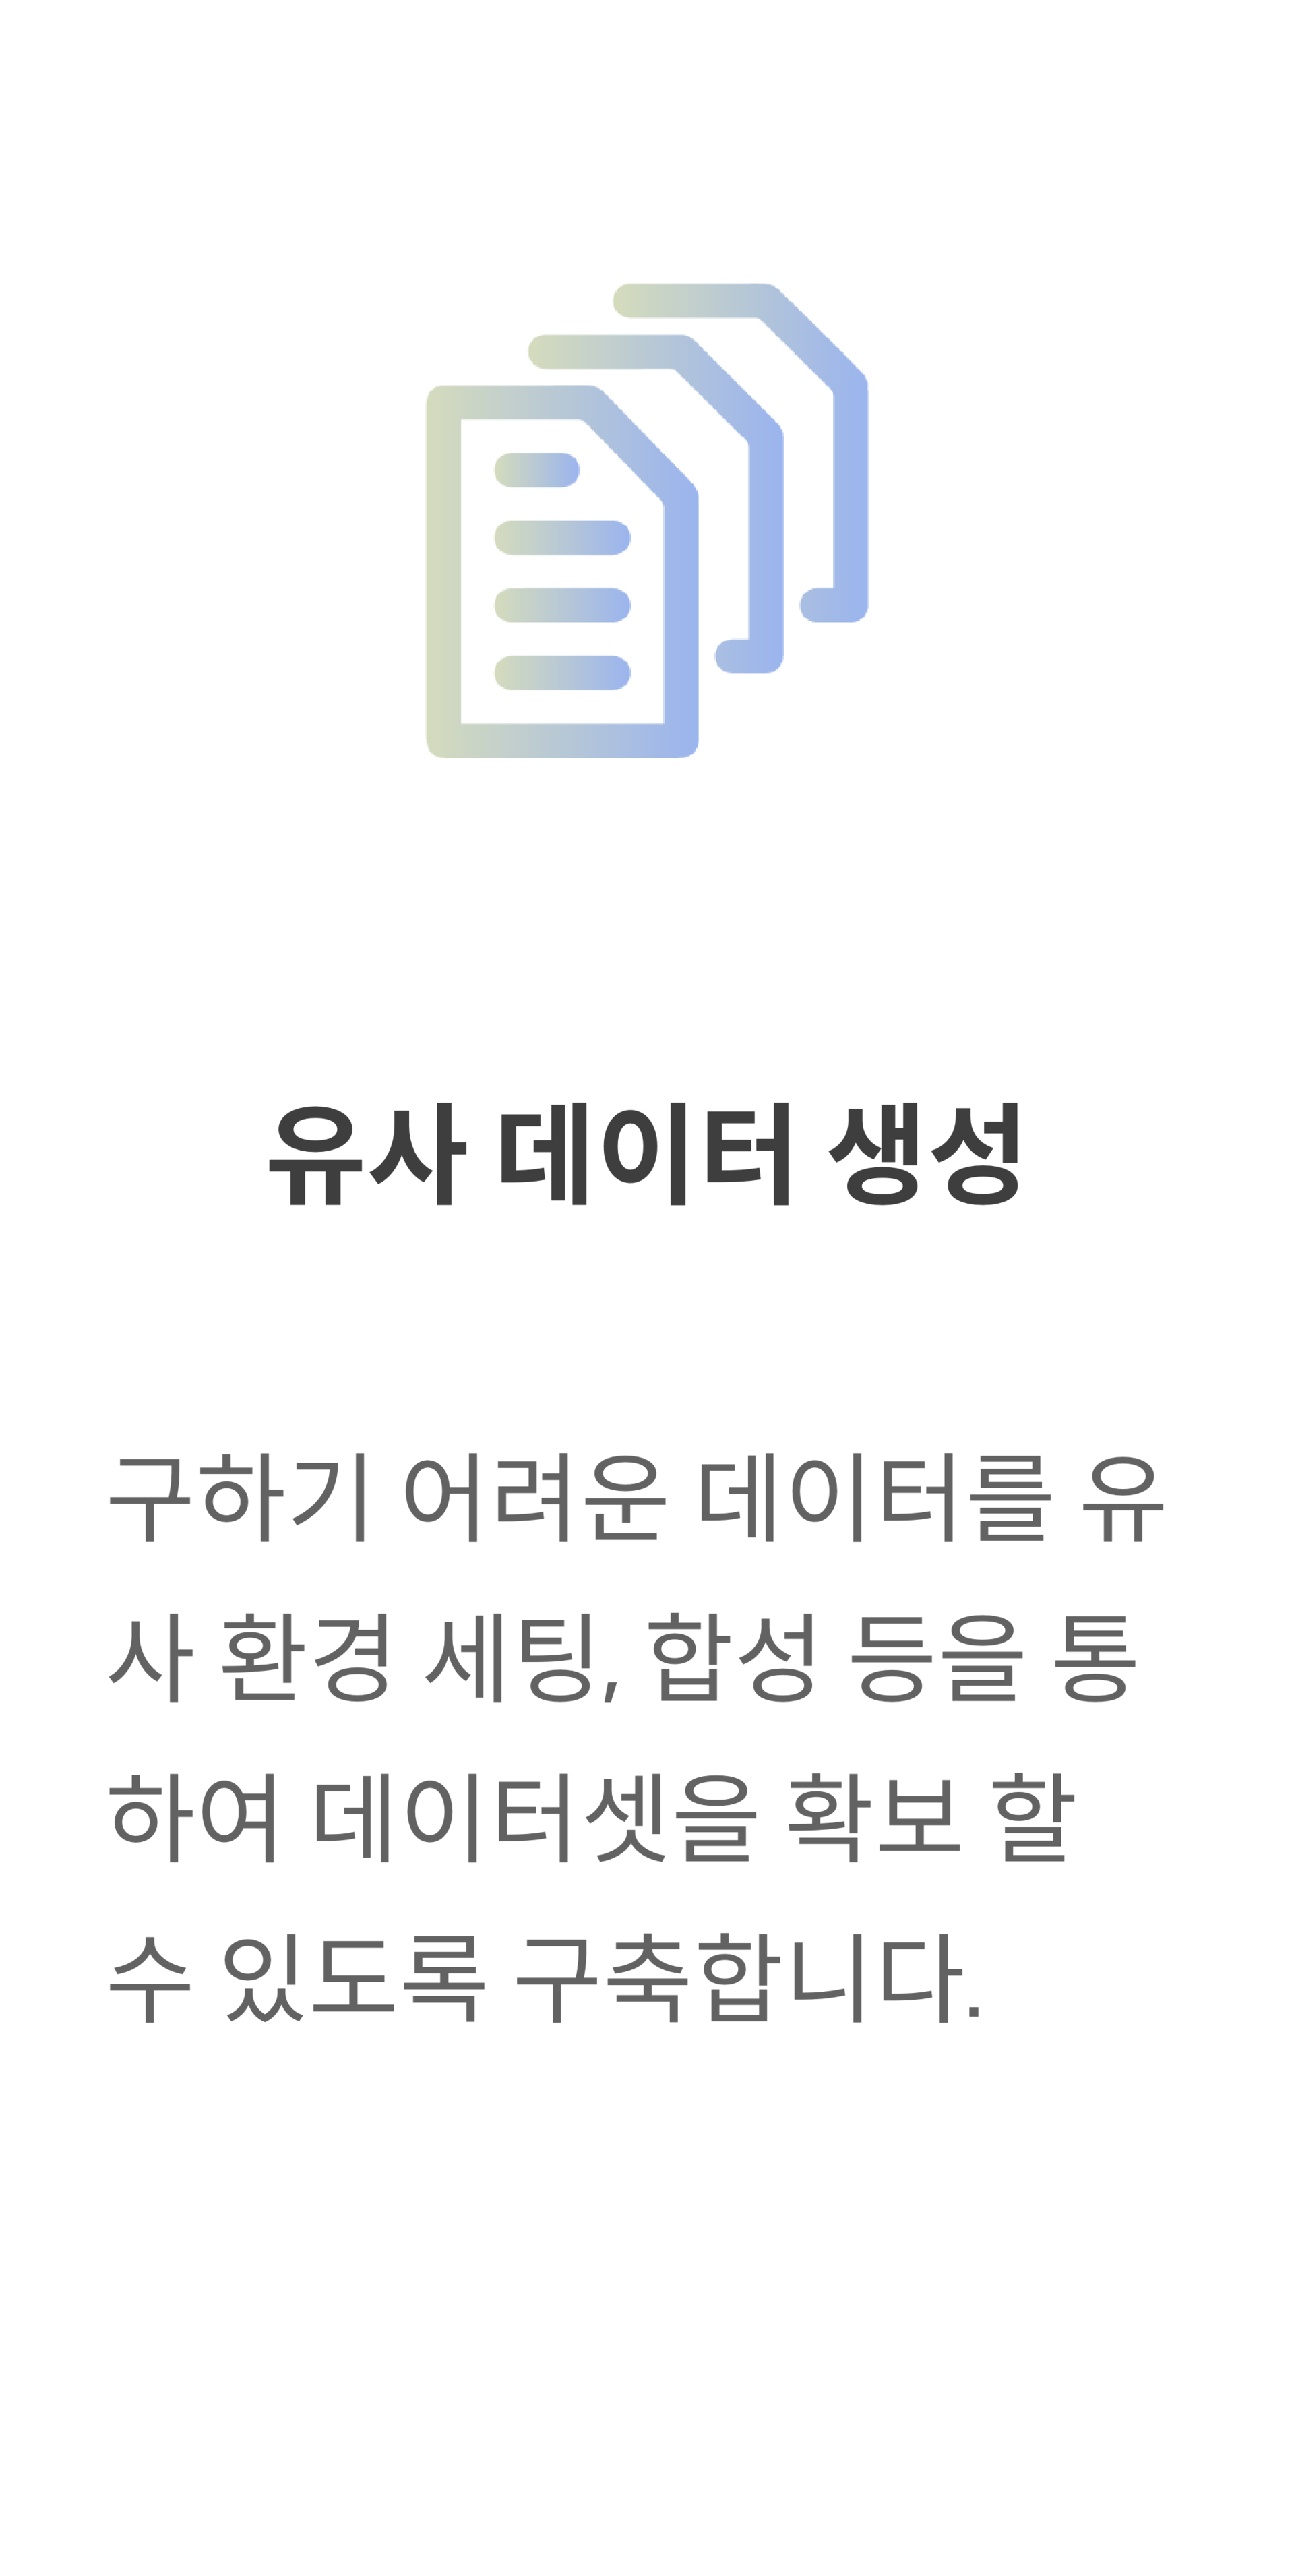 유사 데이터 생성
구하기 어려운 데이터를 유
사 환경 세팅, 합성 등을 통
하여 데이터셋을 확보 할
수 있도록 구축합니다.